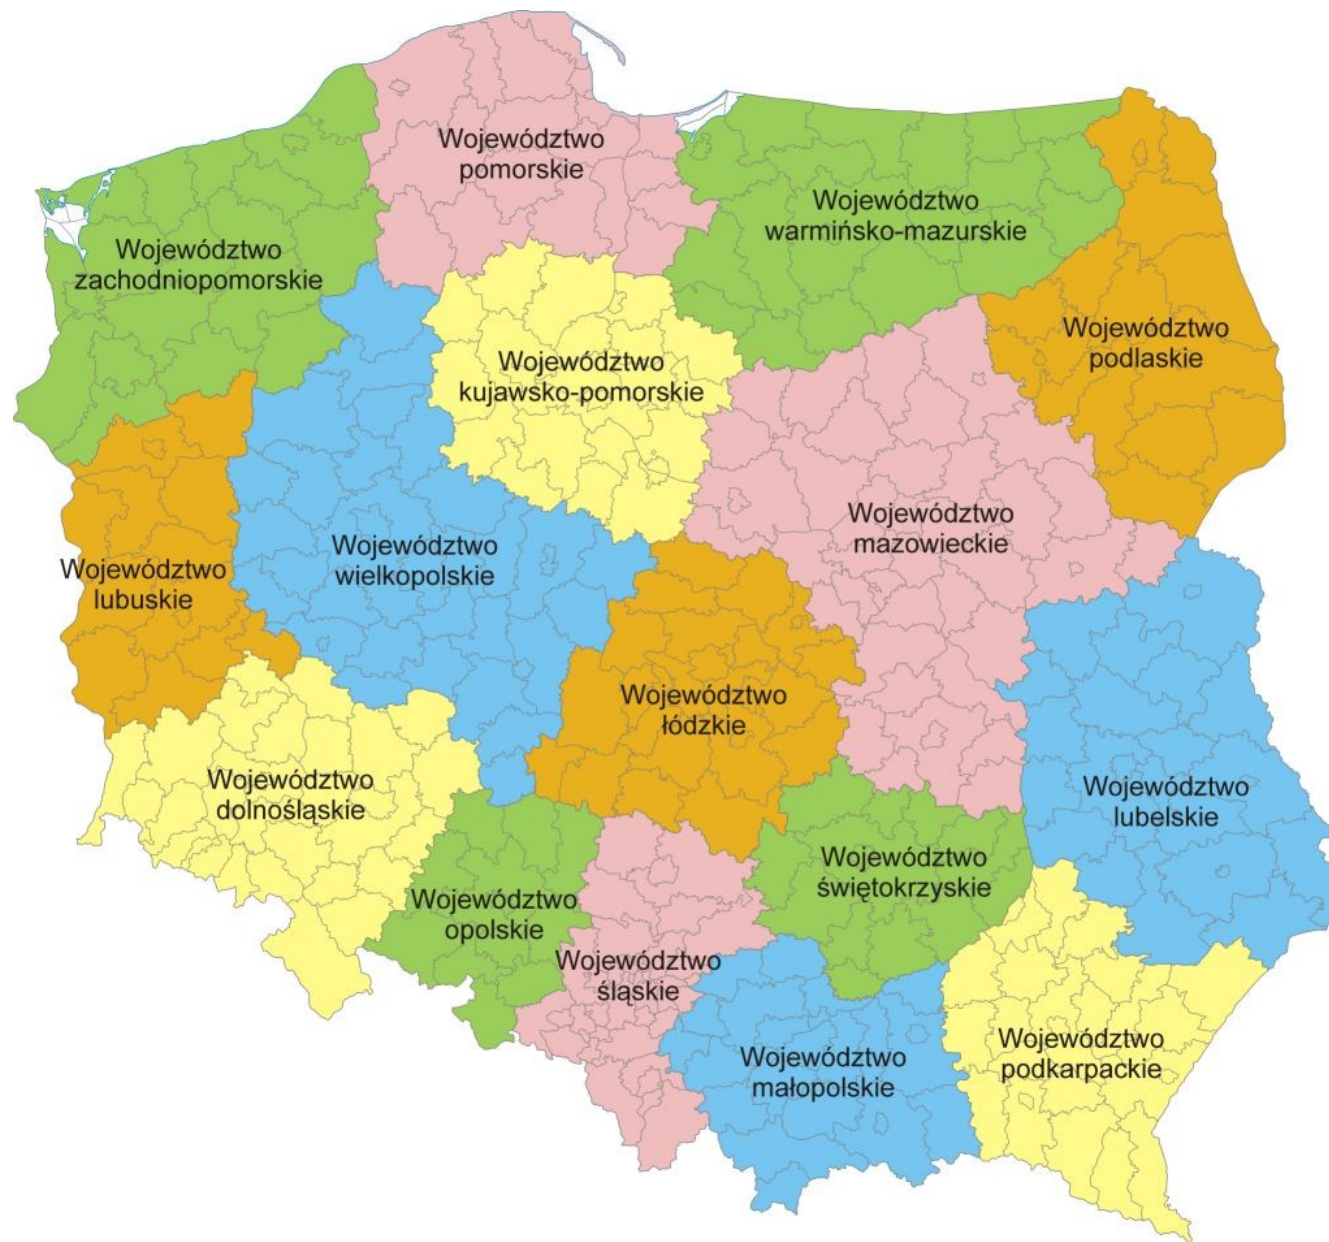 Województwo
pomorskie
Województwo
warmińsko-mazurskie
Województwo
zachodniopomorskie
Województwo
podlaskie
Województwo
kujawsko-pomorskie
Województwo
mazowieckie
Województwo
wielkopolskie
Województwo
lubuskie
Województwo
łódzkie
Województwo
dolnośląskie
Województwo
lubelskie
Województwo
świętokrzyskie
Województwo
opolskie
Województwo
śląskie
Województwo
podkarpackie
Województwo
małopolskie